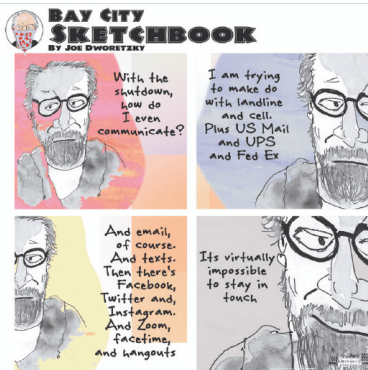 BAY CITY
SKETCHBOOK
BY JOE DWORETZKY
With the
shutdown,
how do
I even
communicate?
I am trying
to make do
with landline
and cell.
Plus US Mail
and UPS
and Fed Ex
And email,
of course.
And texts.
Then there's
Facebook,
Twitter and,
Instagram.
And Zoom,
facetime,
and hangouts
Its virtually
impossible
to stay in
touch